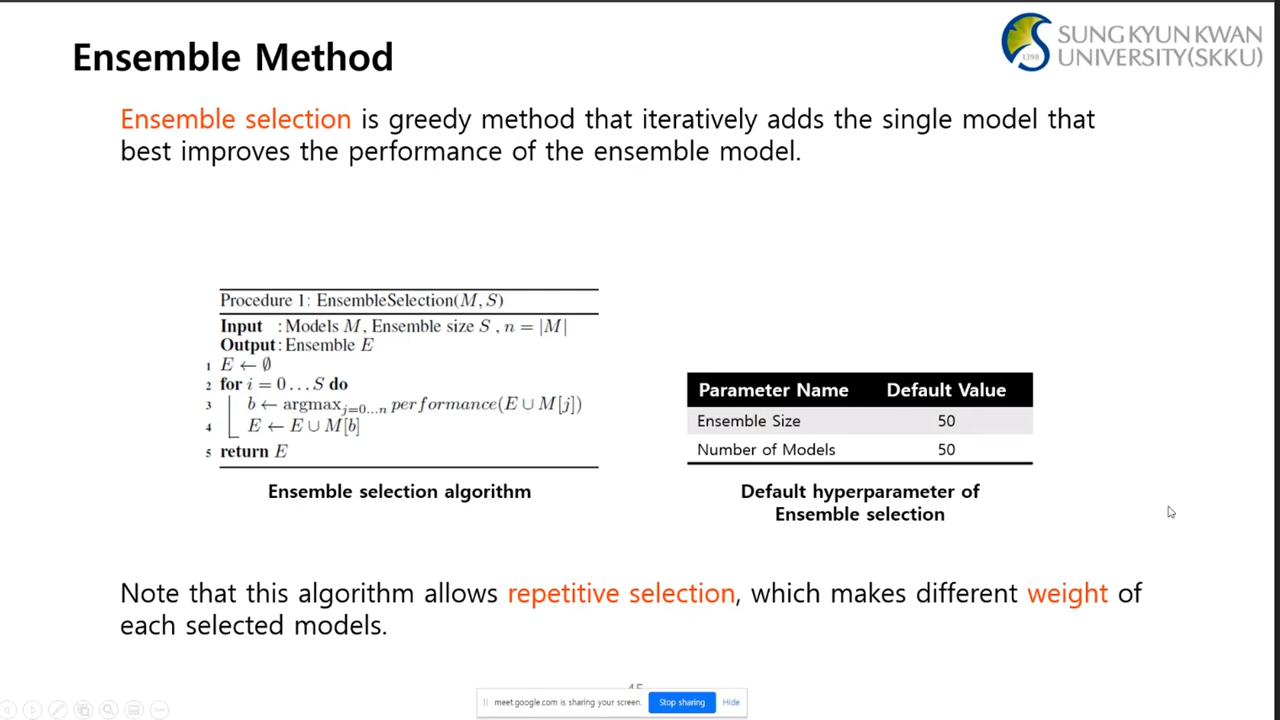 Ensemble Method
SUNG KYUN KWAN
UNIVERSITY(SKKU)
1398
Ensemble selection is greedy method that iteratively adds the single model that
best improves the performance of the ensemble model.
Procedure 1: EnsembleSelection(M, S)
Input : Models M, Ensemble size S , n = |M|
Output: Ensemble E
1 E ← ∅
2 for i = 0 . . . S do
3 b ← argmax j=0...n performance(E ∪ M[j])
4 E ← E ∪ M[b]
5 return E
Ensemble selection algorithm
Parameter Name Default Value
Ensemble Size 50
Number of Models 50
Default hyperparameter of
Ensemble selection
Note that this algorithm allows repetitive selection, which makes different weight of
each selected models.
meet.google.com is sharing your screen. Stop sharing Hide